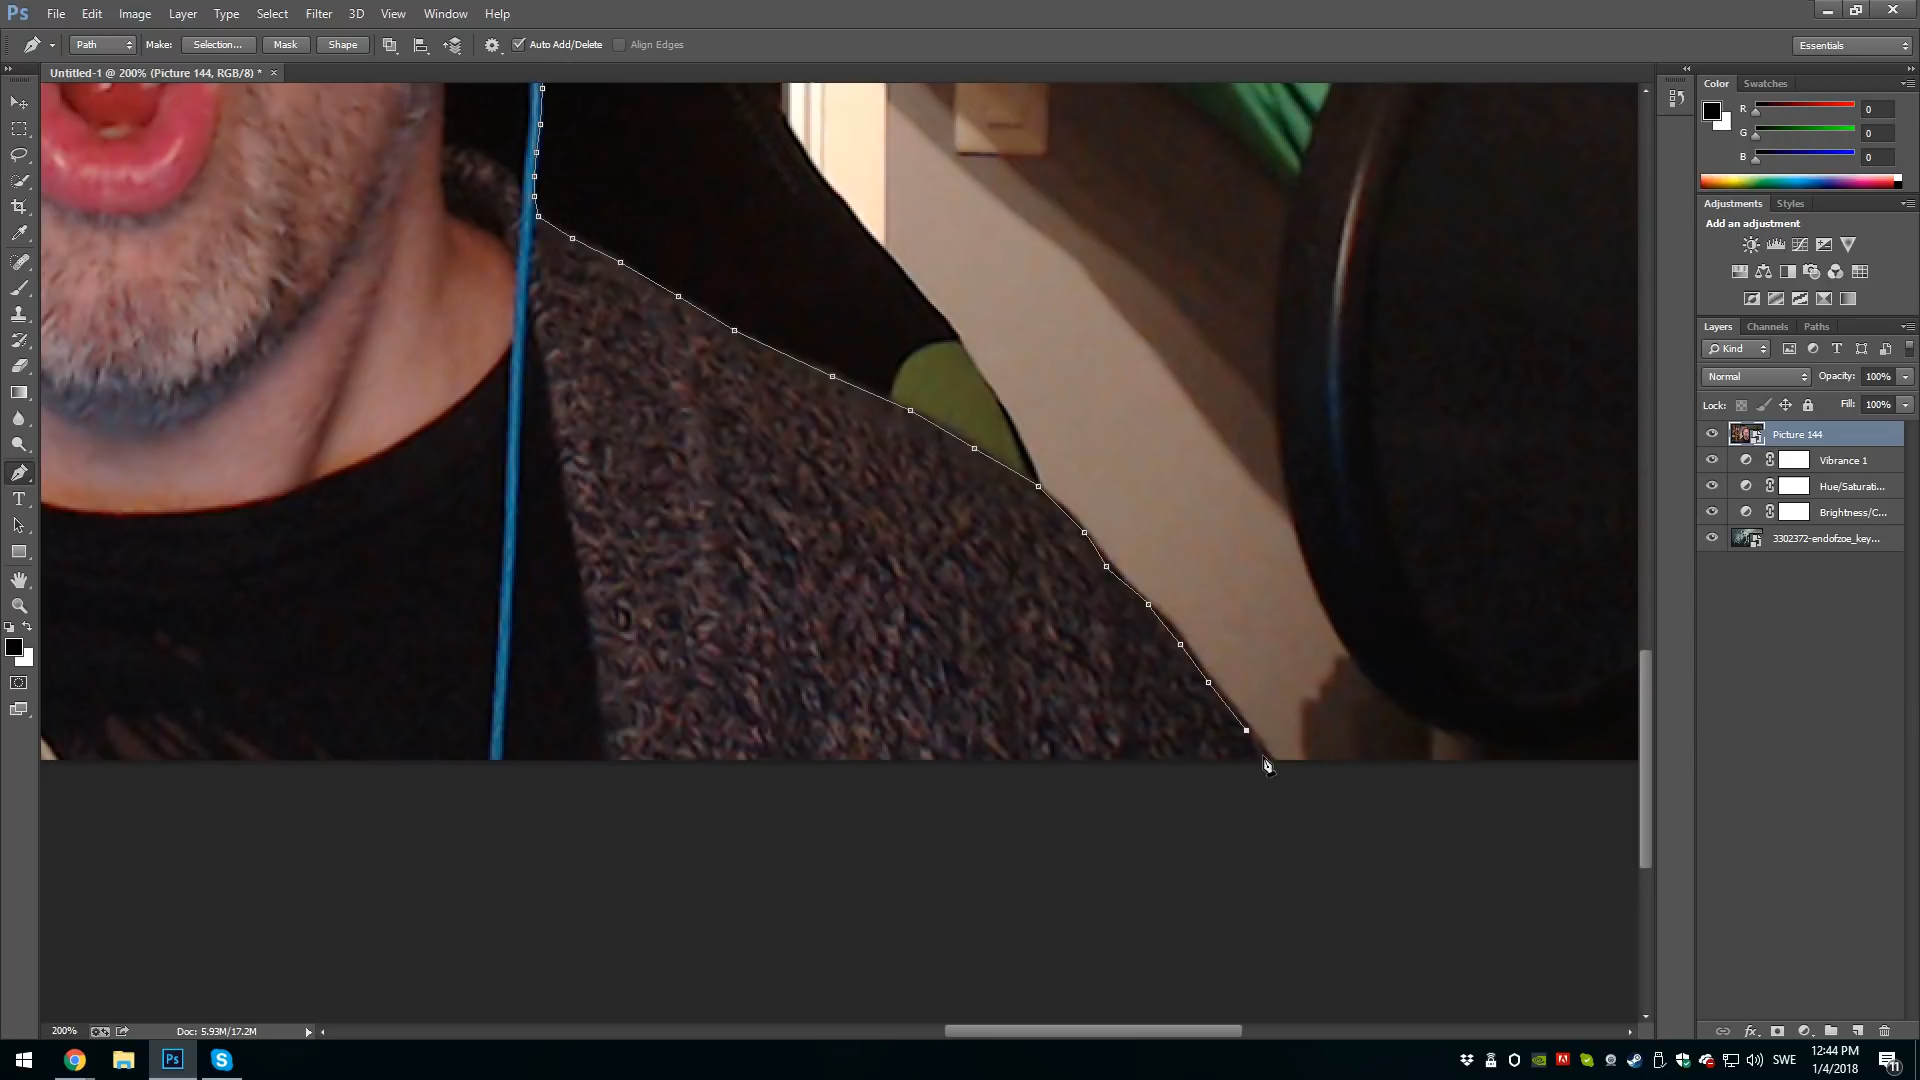 Ps File Edit Image Layer Type Select Filter 3D View Window Help
Path Make: Selection... Mask Shape Auto Add/Delete Align Edges Essentials
Untitled-1 @ 200% (Picture 144, RGB/8) * ×
Color Swatches
R 0
G 0
B 0
Adjustments Styles
Add an adjustment
Layers Channels Paths
Kind T
Normal Opacity: 100%
Lock: Fill: 100%
Picture 144
Vibrance 1
Hue/Saturati...
Brightness/C...
3302372-endofzoe_key...
T
200% Doc: 5.93M/17.2M
fx
Ps SWE 12:44 PM
1/4/2018
11